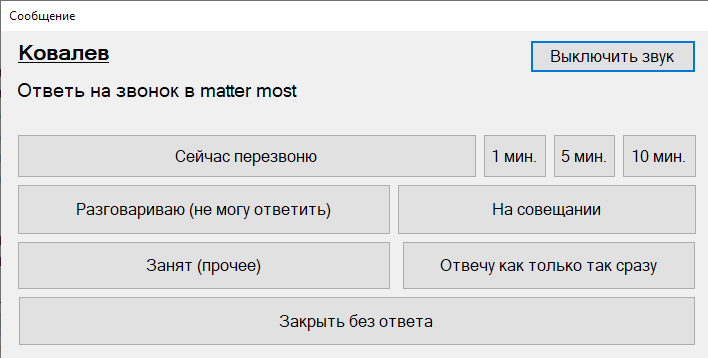 Сообщение
Ковалев
Выключить звук
Ответь на звонок в matter most
Сейчас перезвоню 1 мин. 5 мин. 10 мин.
Разговариваю (не могу ответить) На совещании
Занят (прочее) Отвечу как только так сразу
Закрыть без ответа